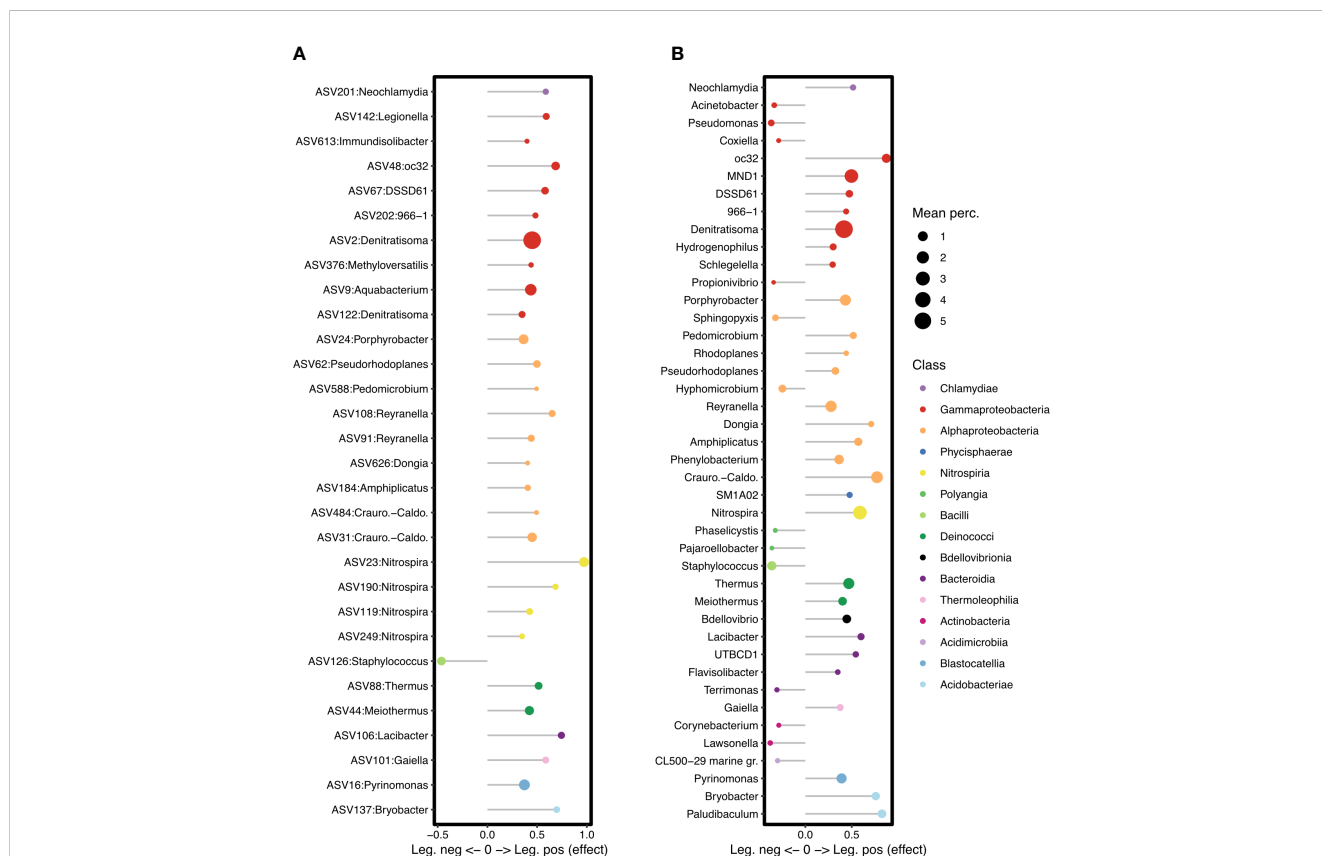 A
ASV201:Neochlamydia
ASV142:Legionella
ASV613:Immundisolibacter
ASV48:oc32
ASV67:DSSD61
ASV202:966−1
ASV2:Denitratisoma
ASV376:Methyloversatilis
ASV9:Aquabacterium
ASV122:Denitratisoma
ASV24:Porphyrobacter
ASV62:Pseudorhodoplanes
ASV588:Pedomicrobium
ASV108:Reyranella
ASV91:Reyranella
ASV626:Dongia
ASV184:Amphiplicatus
ASV484:Crauro.−Caldo.
ASV31:Crauro.−Caldo.
ASV23:Nitrospira
ASV190:Nitrospira
ASV119:Nitrospira
ASV249:Nitrospira
ASV126:Staphylococcus
ASV88:Thermus
ASV44:Meiothermus
ASV106:Lacibacter
ASV101:Gaiella
ASV16:Pyrinomonas
ASV137:Bryobacter
−0.5 0.0 0.5 1.0
Leg. neg <− 0 −> Leg. pos (effect)
B
Neochlamydia
Acinetobacter
Pseudomonas
Coxiella
oc32
MND1
DSSD61
966−1
Denitratisoma
Hydrogenophilus
Schlegelella
Propionivibrio
Porphyrobacter
Sphingopyxis
Pedomicrobium
Rhodoplanes
Pseudorhodoplanes
Hyphomicrobium
Reyranella
Dongia
Amphiplicatus
Phenylobacterium
Crauro.−Caldo.
SM1A02
Nitrospira
Phaselicystis
Pajaroellobacter
Staphylococcus
Thermus
Meiothermus
Bdellovibrio
Lacibacter
UTBCD1
Flavisolibacter
Terrimonas
Gaiella
Corynebacterium
Lawsonella
CL500−29 marine gr.
Pyrinomonas
Bryobacter
Paludibaculum
0.0 0.5
Leg. neg <− 0 −> Leg. pos (effect)
Mean perc.
1
2
3
4
5
Class
Chlamydiae
Gammaproteobacteria
Alphaproteobacteria
Phycisphaerae
Nitrospiria
Polyangia
Bacilli
Deinococci
Bdellovibrionia
Bacteroidia
Thermoleophilia
Actinobacteria
Acidimicrobiia
Blastocatellia
Acidobacteriae